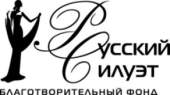 Русский
Силуэт
БЛАГОТВОРИТЕЛЬНЫЙ ФОНД